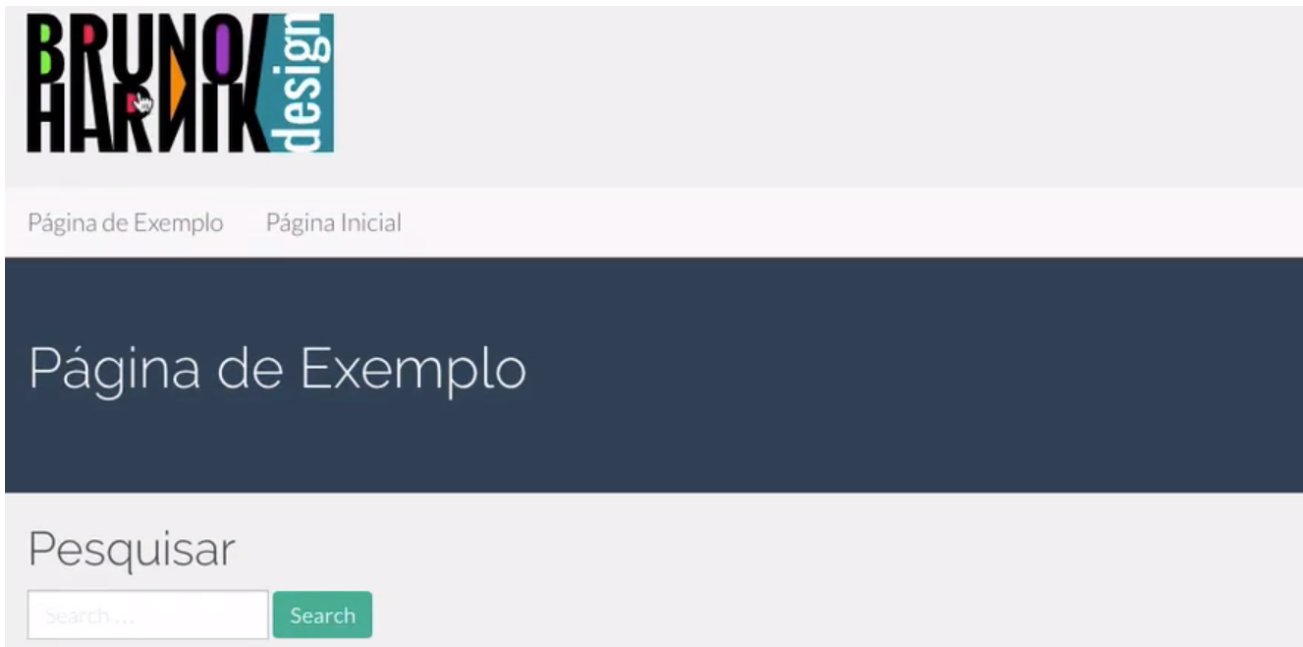 BRUNO
HARNIK
design
Página de Exemplo Página Inicial
Página de Exemplo
Pesquisar
Search ...
Search